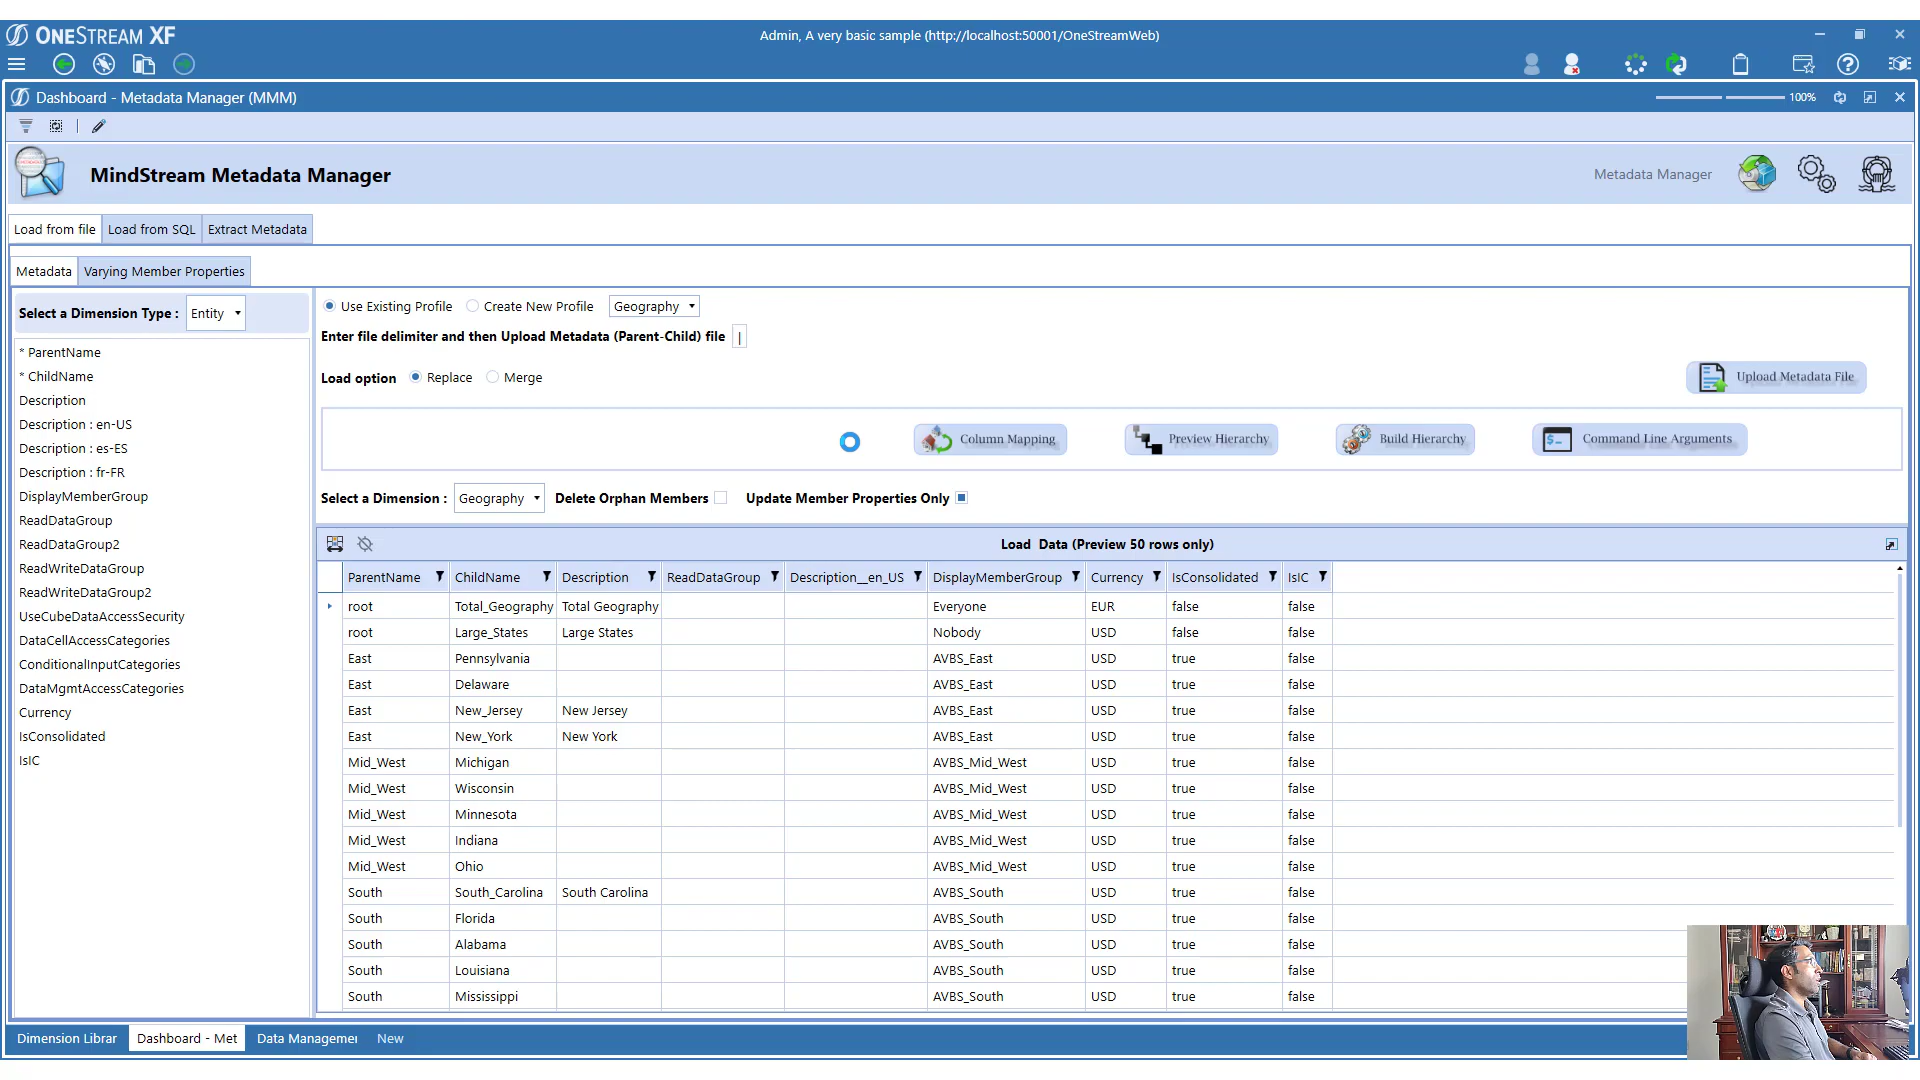 ONESTREAM XF
Admin, A very basic sample (http://localhost:50001/OneStreamWeb)
Dashboard - Metadata Manager (MMM)
100%
MindStream Metadata Manager
Metadata Manager
Load from file Load from SQL Extract Metadata
Metadata Varying Member Properties
Select a Dimension Type : Entity
* ParentName
* ChildName
Description
Description : en-US
Description : es-ES
Description : fr-FR
DisplayMemberGroup
ReadDataGroup
ReadDataGroup2
ReadWriteDataGroup
ReadWriteDataGroup2
UseCubeDataAccessSecurity
DataCellAccessCategories
ConditionalInputCategories
DataMgmtAccessCategories
Currency
IsConsolidated
IsIC
Use Existing Profile Create New Profile Geography
Enter file delimiter and then Upload Metadata (Parent-Child) file |
Load option Replace Merge
Upload Metadata File
Column Mapping Preview Hierarchy Build Hierarchy Command Line Arguments
Select a Dimension : Geography Delete Orphan Members Update Member Properties Only
Load Data (Preview 50 rows only)
ParentName ChildName Description ReadDataGroup Description__en_US DisplayMemberGroup Currency IsConsolidated IsIC
root Total_Geography Total Geography Everyone EUR false false
root Large_States Large States Nobody USD false false
East Pennsylvania AVBS_East USD true false
East Delaware AVBS_East USD true false
East New_Jersey New Jersey AVBS_East USD true false
East New_York New York AVBS_East USD true false
Mid_West Michigan AVBS_Mid_West USD true false
Mid_West Wisconsin AVBS_Mid_West USD true false
Mid_West Minnesota AVBS_Mid_West USD true false
Mid_West Indiana AVBS_Mid_West USD true false
Mid_West Ohio AVBS_Mid_West USD true false
South South_Carolina South Carolina AVBS_South USD true false
South Florida AVBS_South USD true false
South Alabama AVBS_South USD true false
South Louisiana AVBS_South USD true false
South Mississippi AVBS_South USD true false
Dimension Librar Dashboard - Met Data Managemer New